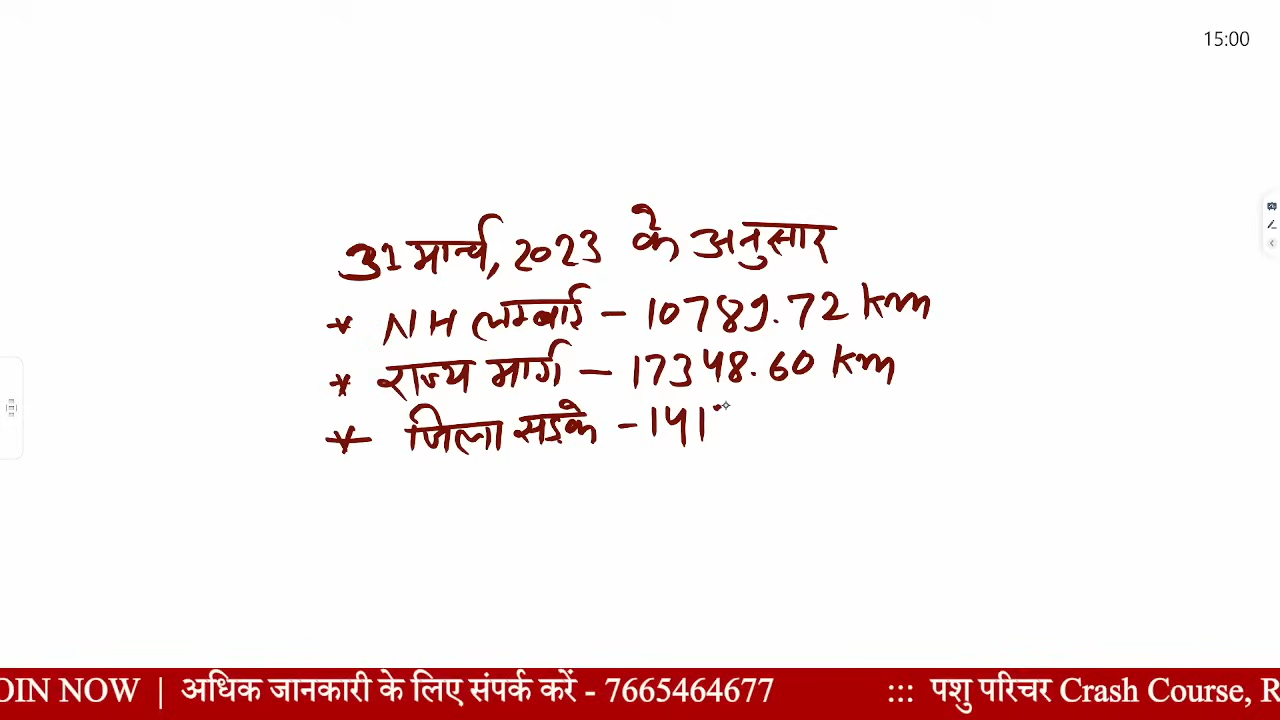 15:00
31 मार्च, 2023 के अनुसार
* NH लम्बाई - 10789.72 km
* राज्य मार्ग - 17348.60 km
* जिला सड़के - 141
OIN NOW | अधिक जानकारी के लिए संपर्क करें - 7665464677 ::: पशु परिचर Crash Course, R